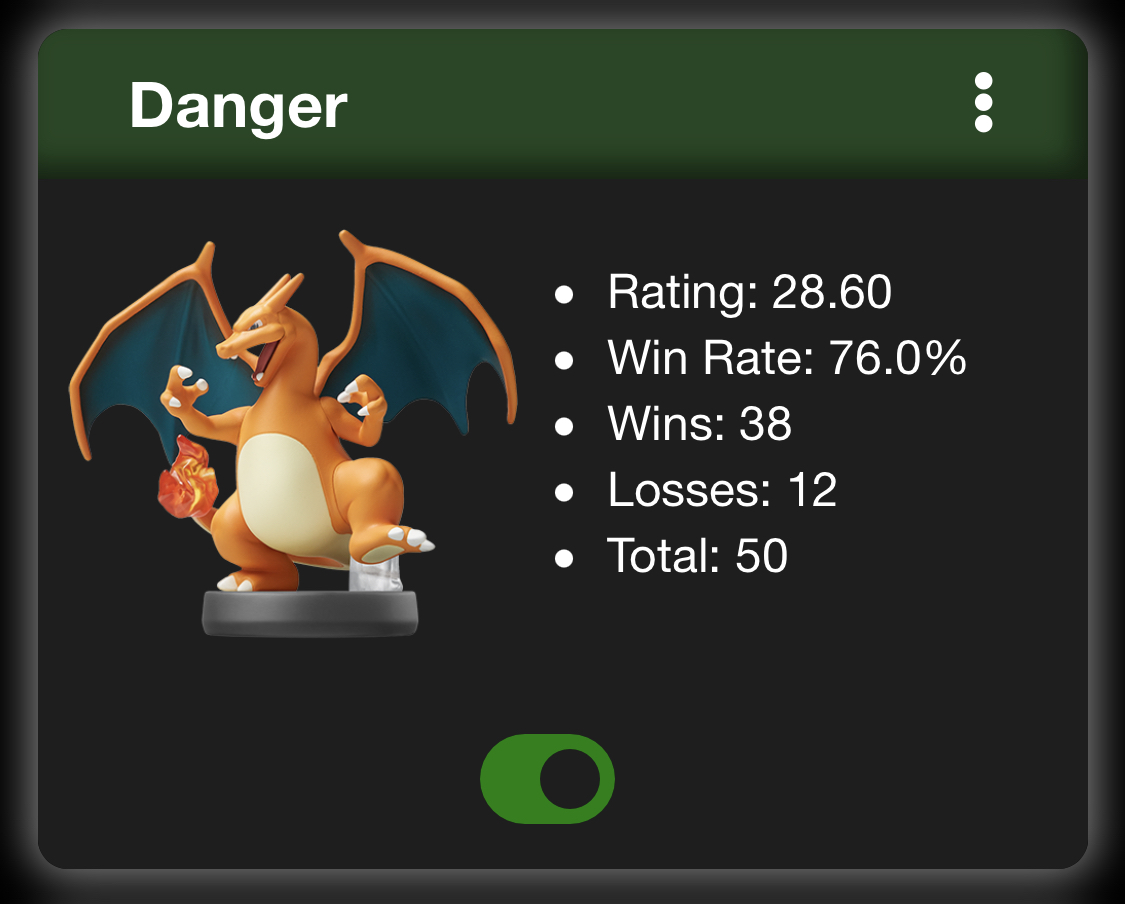 Danger
Rating: 28.60
Win Rate: 76.0%
Wins: 38
Losses: 12
Total: 50